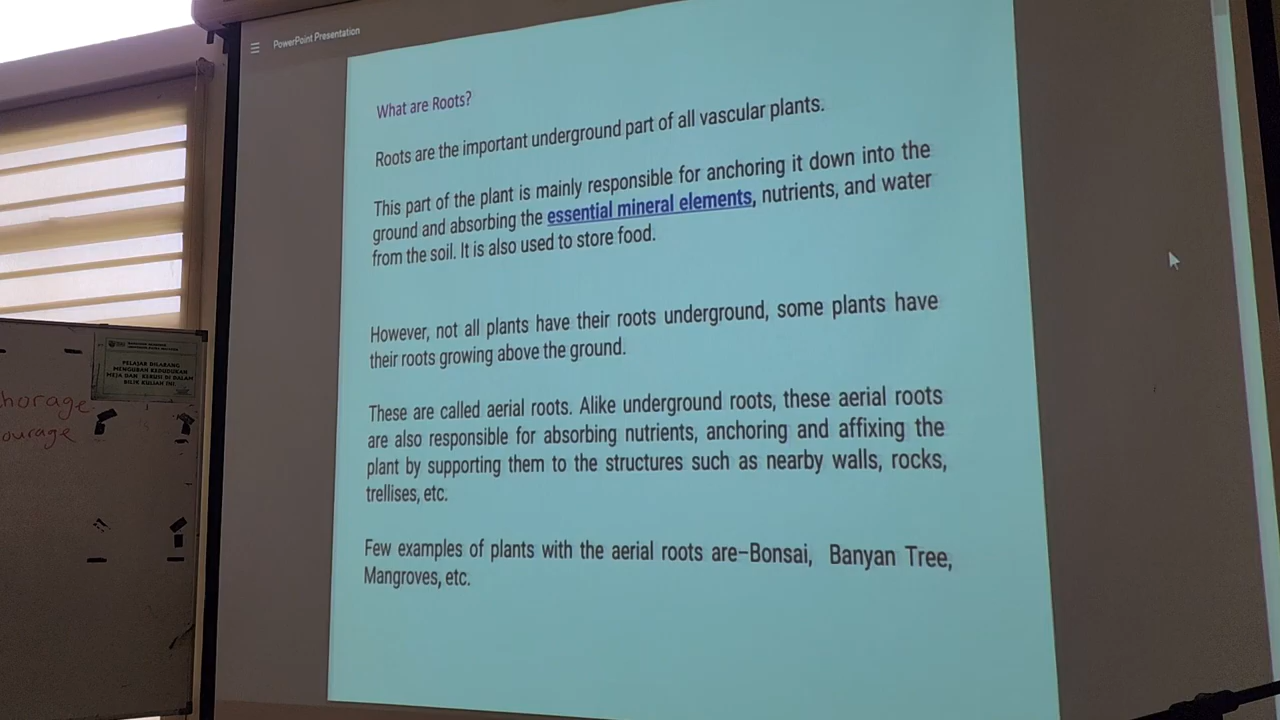 PowerPoint Presentation
What are Roots?
Roots are the important underground part of all vascular plants.
This part of the plant is mainly responsible for anchoring it down into the
ground and absorbing the essential mineral elements, nutrients, and water
from the soil. It is also used to store food.
However, not all plants have their roots underground, some plants have
their roots growing above the ground.
These are called aerial roots. Alike underground roots, these aerial roots
are also responsible for absorbing nutrients, anchoring and affixing the
plant by supporting them to the structures such as nearby walls, rocks,
trellises, etc.
Few examples of plants with the aerial roots are–Bonsai, Banyan Tree,
Mangroves, etc.
PELAJAR DILARANG
MENGUBAH KEDUDUKAN
MEJA DAN KERUSI DI DALAM
BILIK KULIAH INI.
horage
ourage